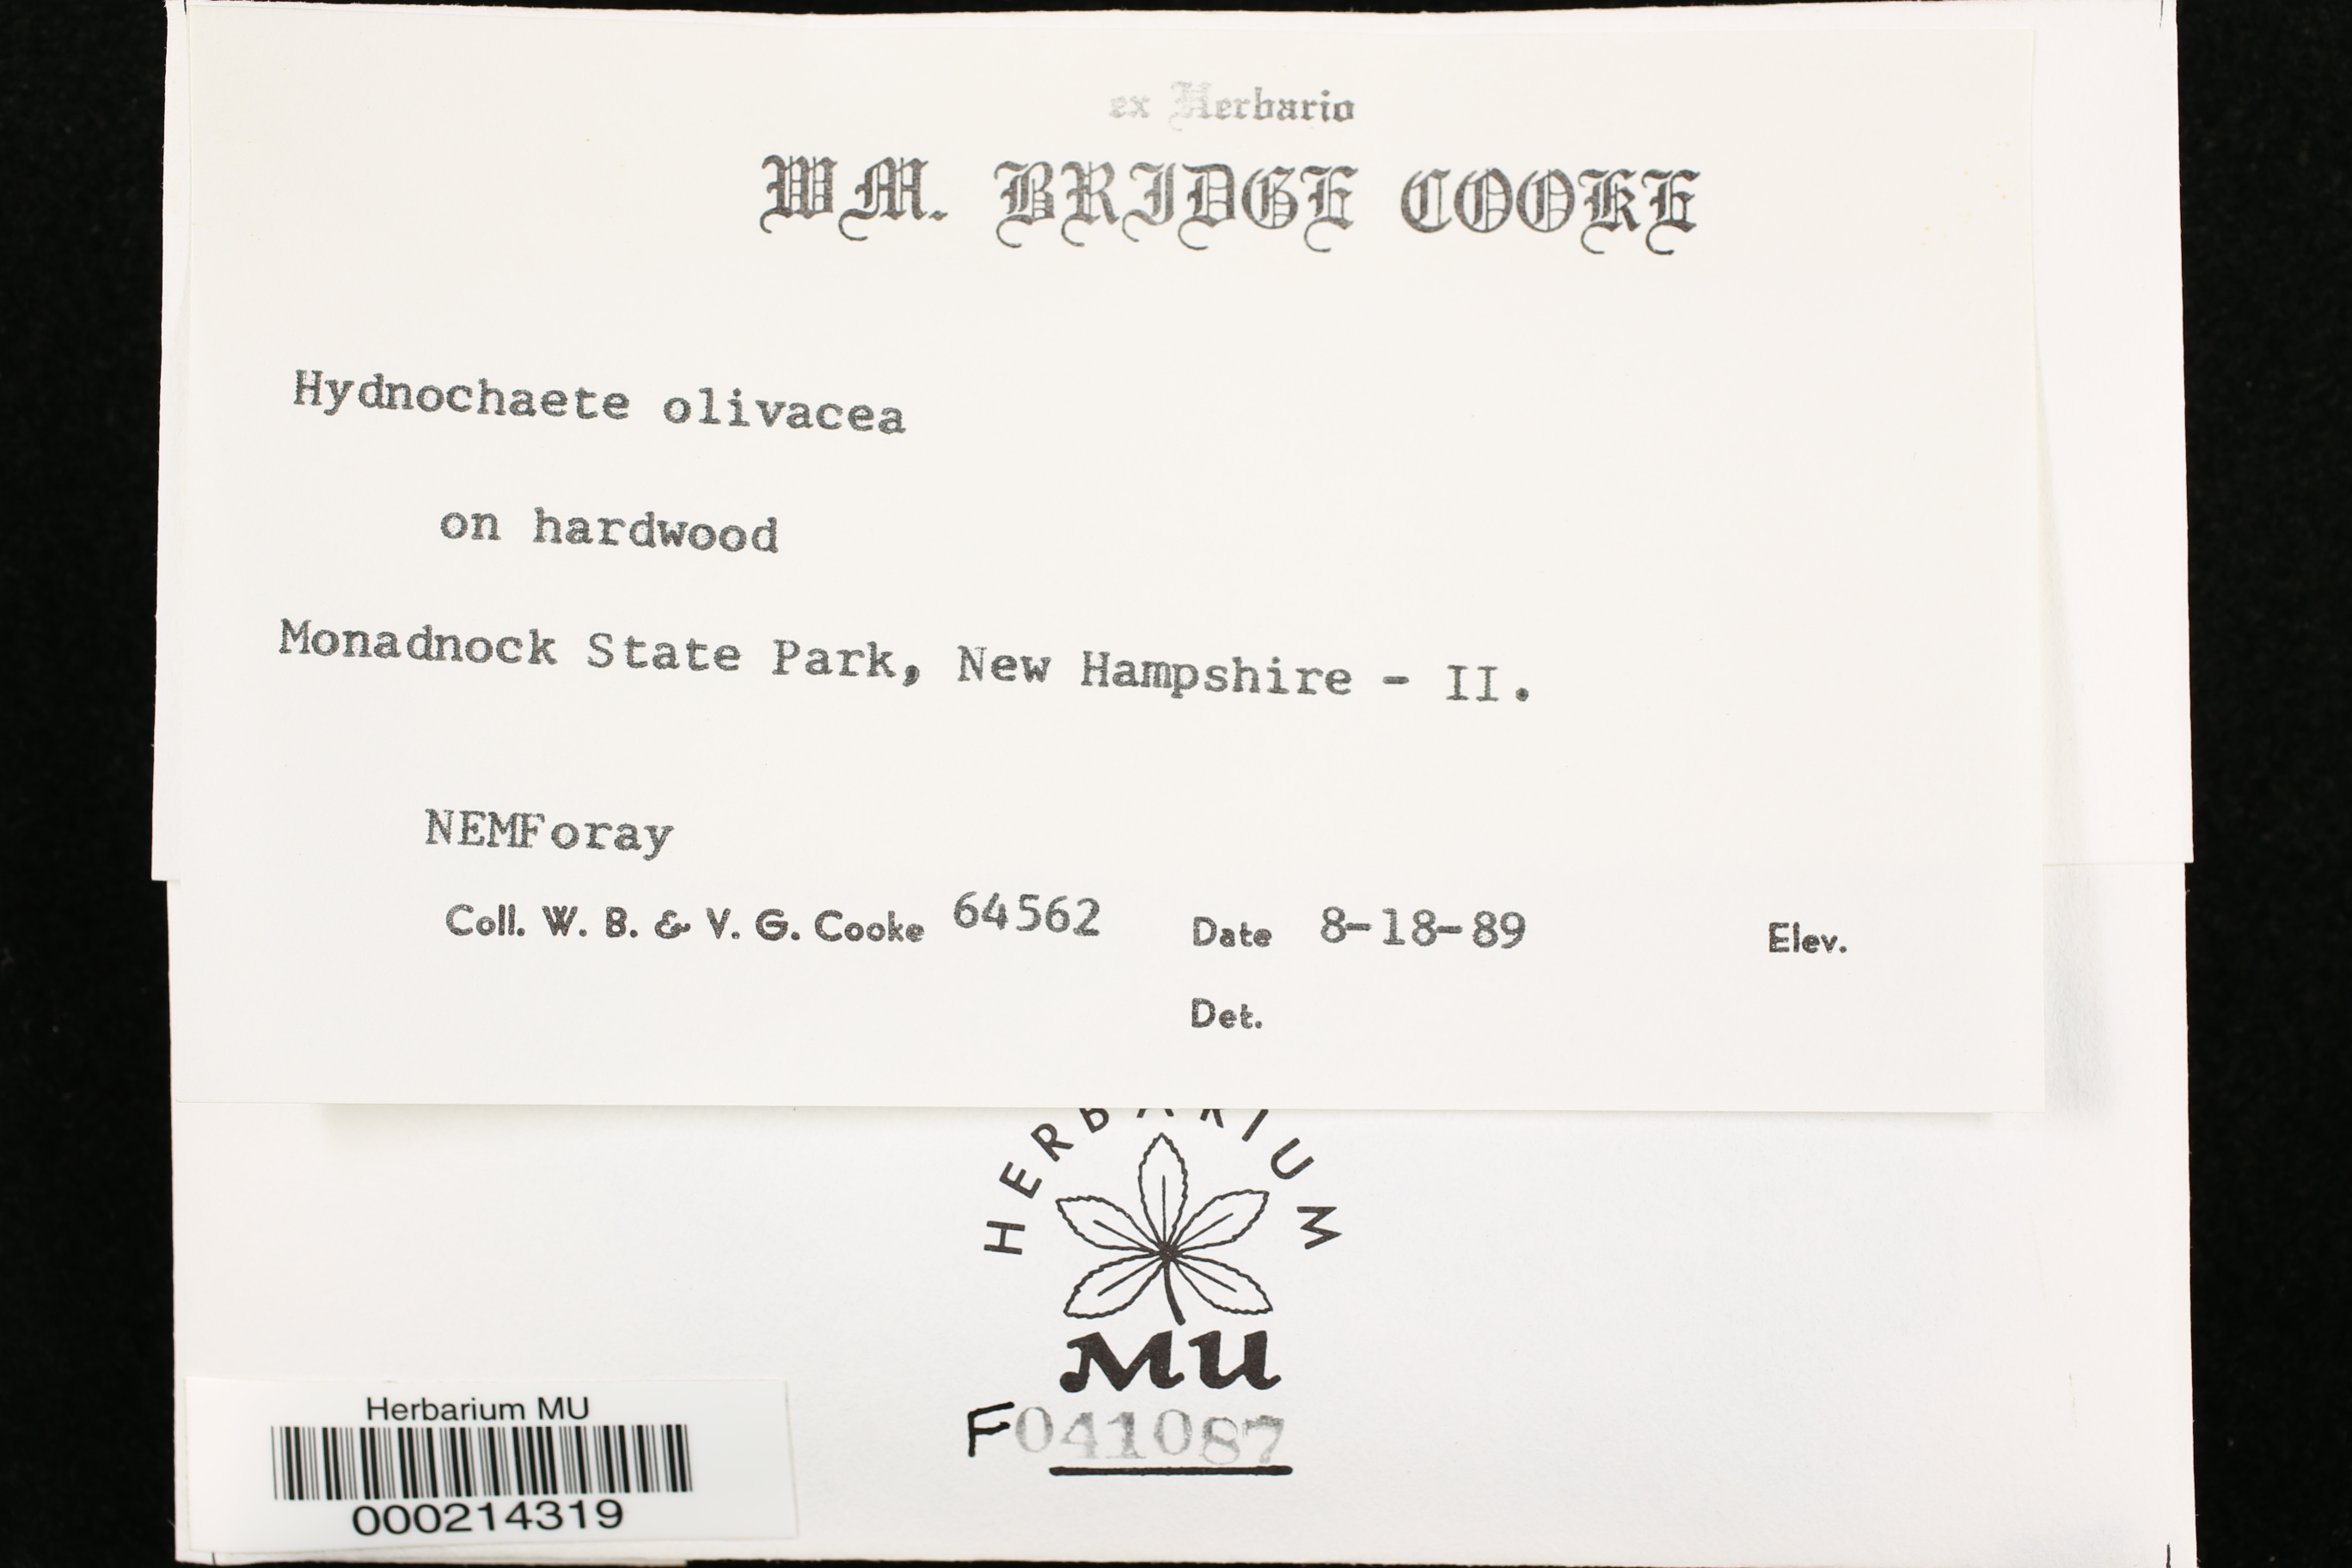 ex Herbario
WM. BRIDGE COOKE
Hydnochaete olivacea
on hardwood
Monadnock State Park, New Hampshire - II.
NEMForay
Coll. W. B. & V. G. Cooke 64562 Date 8-18-89 Elev.
Det.
HERBARIUM
MU
F041087
Herbarium MU
000214319